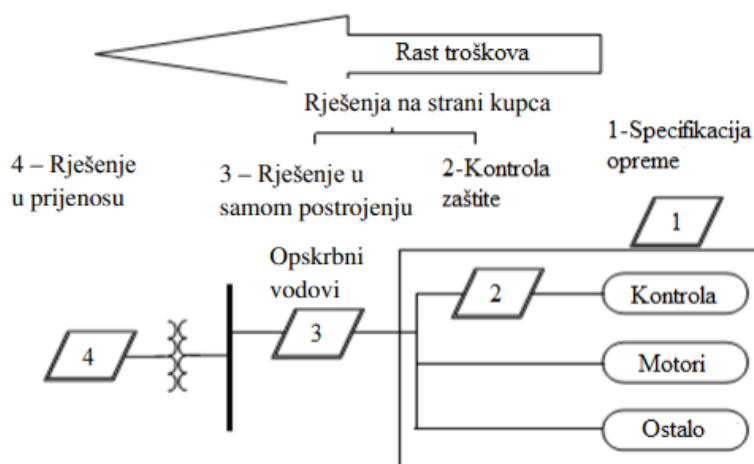 Rast troškova
Rješenja na strani kupca
4 – Rješenje
u prijenosu
3 – Rješenje u
samom postrojenju
2-Kontrola
zaštite
1-Specifikacija
opreme
1
Opskrbni
vodovi
2
Kontrola
3
4
Motori
Ostalo